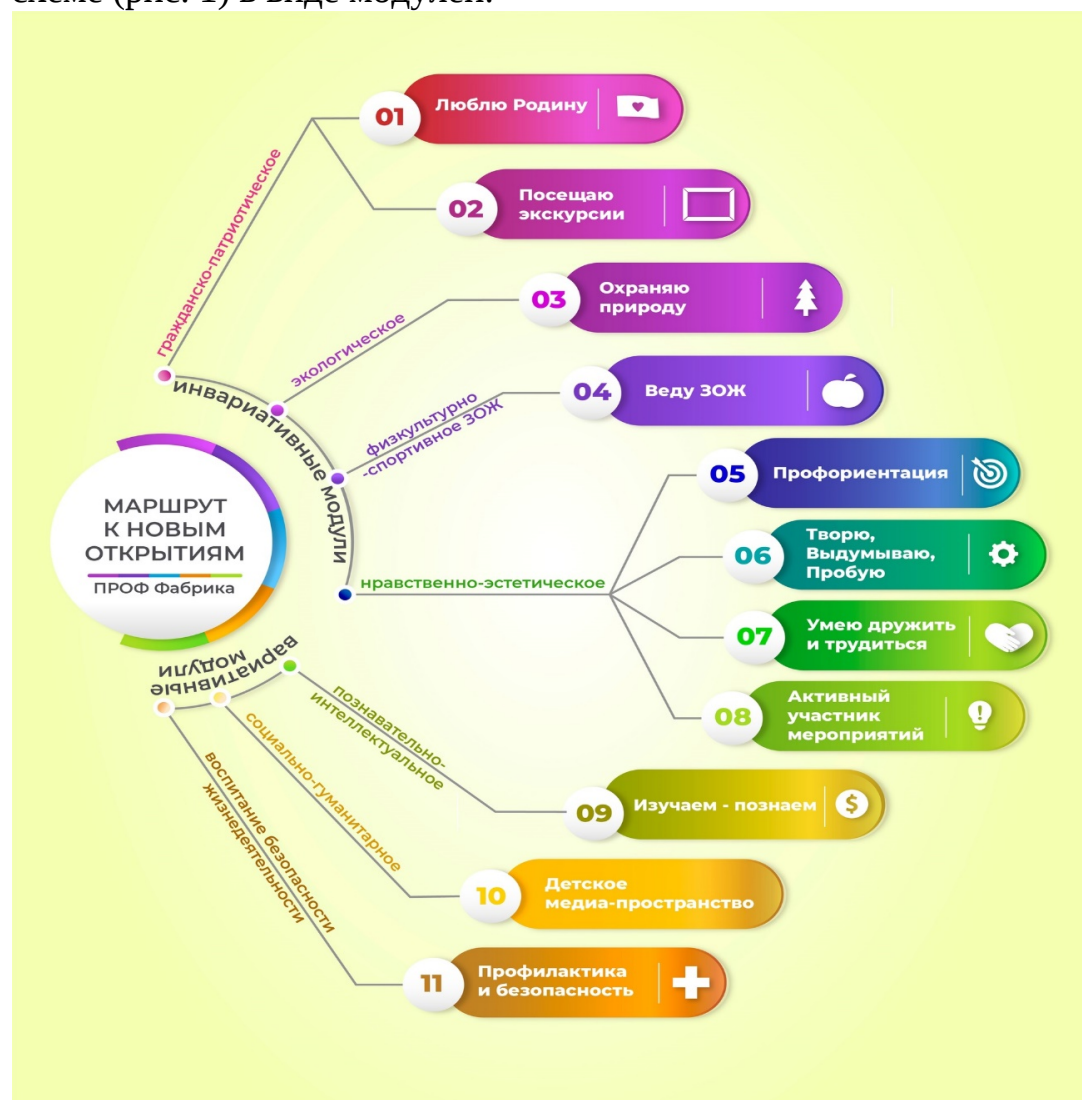 схеме (рис. 1) в виде модулей.
01
Люблю Родину
02
Посещаю
экскурсии
гражданско-патриотическое
03
Охраняю
природу
экологическое
04
Веду ЗОЖ
физкультурно
-спортивное ЗОЖ
инвариативные модули
05
Профориентация
МАРШРУТ
К НОВЫМ
ОТКРЫТИЯМ
ПРОФ Фабрика
06
Творю,
Выдумываю,
Пробую
нравственно-эстетическое
07
Умею дружить
и трудиться
08
Активный
участник
мероприятий
вариативные
модули
познавательно-
интеллектуальное
09
Изучаем - познаем
$
социально-гуманитарное
10
Детское
медиа-пространство
воспитание безопасности
жизнедеятельности
11
Профилактика
и безопасность